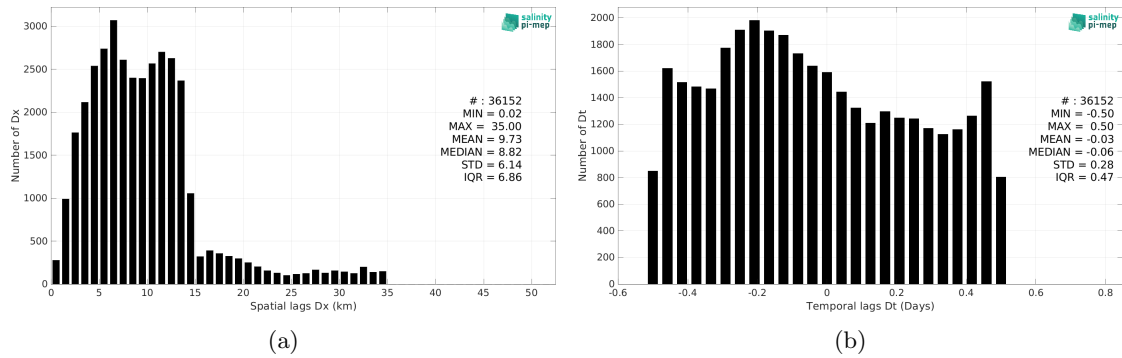 3000
2500
2000
1500
1000
500
0
Number of Dx
0 5 10 15 20 25 30 35 40 45 50
Spatial lags Dx (km)
salinity
pi-mep
# : 36152
MIN = 0.02
MAX = 35.00
MEAN = 9.73
MEDIAN = 8.82
STD = 6.14
IQR = 6.86
(a)
2000
1800
1600
1400
1200
1000
800
600
400
200
0
Number of Dt
-0.6 -0.4 -0.2 0 0.2 0.4 0.6 0.8
Temporal lags Dt (Days)
salinity
pi-mep
# : 36152
MIN = -0.50
MAX = 0.50
MEAN = -0.03
MEDIAN = -0.06
STD = 0.28
IQR = 0.47
(b)